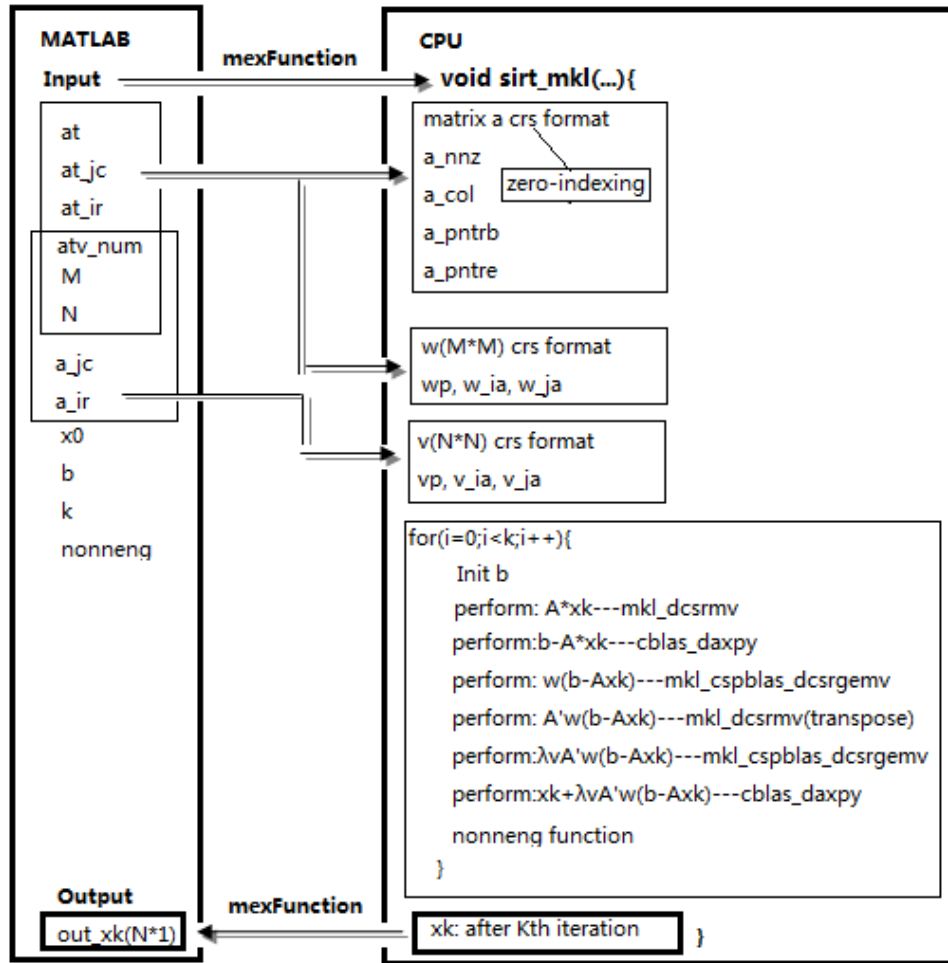 MATLAB
Input
at
at_jc
at_ir
atv_num
M
N
a_jc
a_ir
x0
b
k
nonneng
Output
out_xk(N*1)
mexFunction
mexFunction
CPU
void sirt_mkl(...){
matrix a crs format
a_nnz
zero-indexing
a_col
a_pntrb
a_pntre
w(M*M) crs format
wp, w_ia, w_ja
v(N*N) crs format
vp, v_ia, v_ja
for(i=0;i<k;i++){
Init b
perform: A*xk---mkl_dcsrmv
perform:b-A*xk---cblas_daxpy
perform: w(b-Axk)---mkl_cspblas_dcsrgemv
perform: A'w(b-Axk)---mkl_dcsrmv(transpose)
perform:λvA'w(b-Axk)---mkl_cspblas_dcsrgemv
perform:xk+λvA'w(b-Axk)---cblas_daxpy
nonneng function
}
xk: after Kth iteration
}